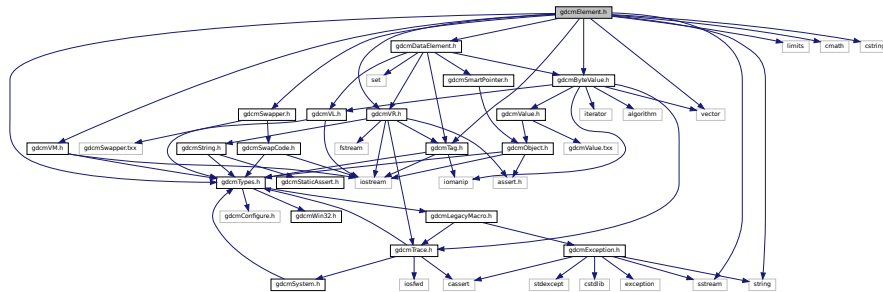 gdcmElement.h
gdcmDataElement.h
limits
cmath
cstring
set
gdcmSmartPointer.h
gdcmByteValue.h
gdcmSwapper.h
gdcmVL.h
gdcmVR.h
gdcmValue.h
iterator
algorithm
vector
gdcmVM.h
gdcmSwapper.txx
gdcmString.h
gdcmSwapCode.h
fstream
gdcmTag.h
gdcmObject.h
gdcmValue.txx
gdcmTypes.h
gdcmStaticAssert.h
iostream
iomanip
assert.h
gdcmConfigure.h
gdcmWin32.h
gdcmLegacyMacro.h
gdcmTrace.h
gdcmException.h
gdcmSystem.h
iosfwd
cassert
stdexcept
cstdlib
exception
sstream
string